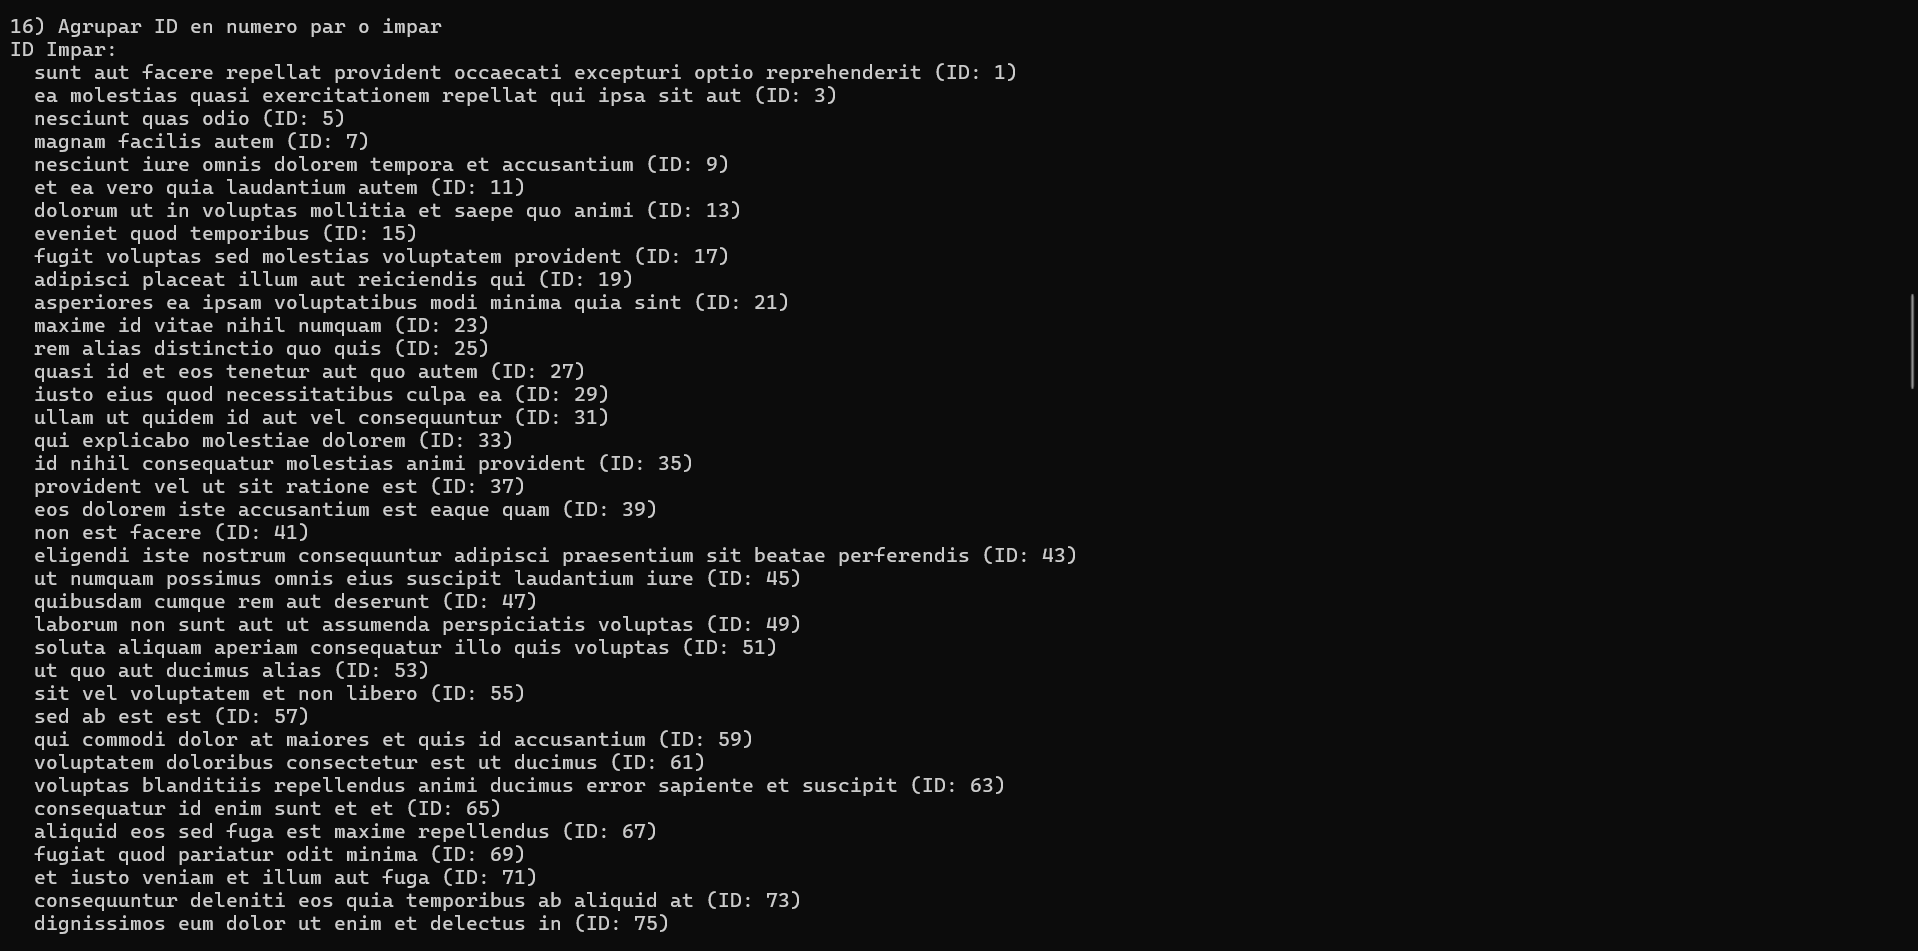 16) Agrupar ID en numero par o impar
ID Impar:
sunt aut facere repellat provident occaecati excepturi optio reprehenderit (ID: 1)
ea molestias quasi exercitationem repellat qui ipsa sit aut (ID: 3)
nesciunt quas odio (ID: 5)
magnam facilis autem (ID: 7)
nesciunt iure omnis dolorem tempora et accusantium (ID: 9)
et ea vero quia laudantium autem (ID: 11)
dolorum ut in voluptas mollitia et saepe quo animi (ID: 13)
eveniet quod temporibus (ID: 15)
fugit voluptas sed molestias voluptatem provident (ID: 17)
adipisci placeat illum aut reiciendis qui (ID: 19)
asperiores ea ipsam voluptatibus modi minima quia sint (ID: 21)
maxime id vitae nihil numquam (ID: 23)
rem alias distinctio quo quis (ID: 25)
quasi id et eos tenetur aut quo autem (ID: 27)
iusto eius quod necessitatibus culpa ea (ID: 29)
ullam ut quidem id aut vel consequuntur (ID: 31)
qui explicabo molestiae dolorem (ID: 33)
id nihil consequatur molestias animi provident (ID: 35)
provident vel ut sit ratione est (ID: 37)
eos dolorem iste accusantium est eaque quam (ID: 39)
non est facere (ID: 41)
eligendi iste nostrum consequuntur adipisci praesentium sit beatae perferendis (ID: 43)
ut numquam possimus omnis eius suscipit laudantium iure (ID: 45)
quibusdam cumque rem aut deserunt (ID: 47)
laborum non sunt aut ut assumenda perspiciatis voluptas (ID: 49)
soluta aliquam aperiam consequatur illo quis voluptas (ID: 51)
ut quo aut ducimus alias (ID: 53)
sit vel voluptatem et non libero (ID: 55)
sed ab est est (ID: 57)
qui commodi dolor at maiores et quis id accusantium (ID: 59)
voluptatem doloribus consectetur est ut ducimus (ID: 61)
voluptas blanditiis repellendus animi ducimus error sapiente et suscipit (ID: 63)
consequatur id enim sunt et et (ID: 65)
aliquid eos sed fuga est maxime repellendus (ID: 67)
fugiat quod pariatur odit minima (ID: 69)
et iusto veniam et illum aut fuga (ID: 71)
consequuntur deleniti eos quia temporibus ab aliquid at (ID: 73)
dignissimos eum dolor ut enim et delectus in (ID: 75)